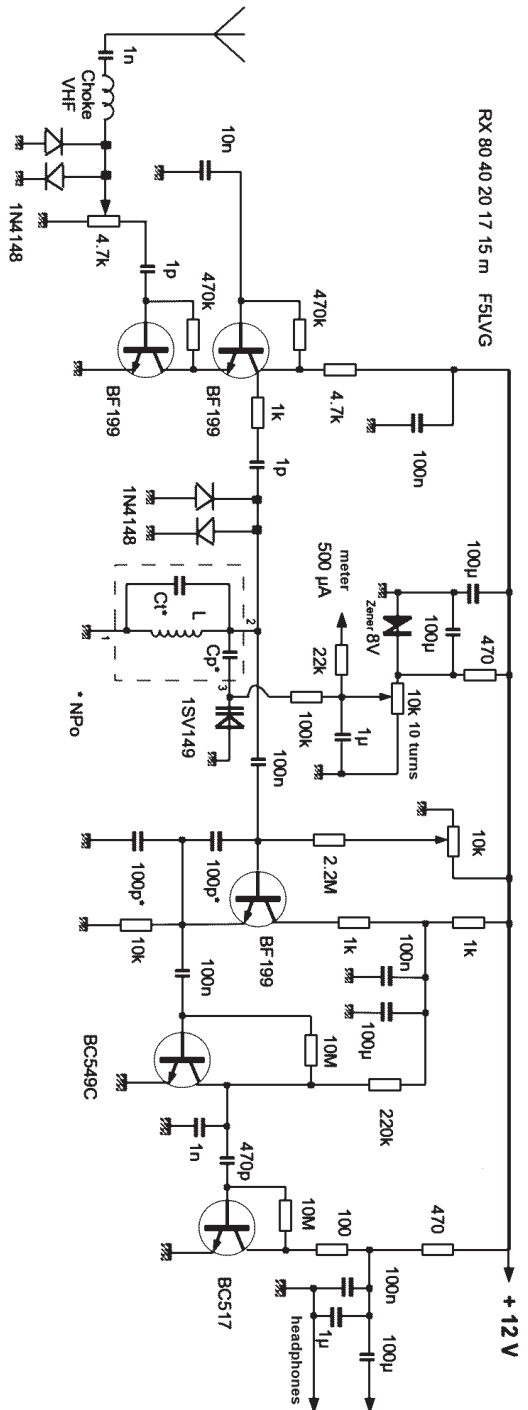 RX 80 40 20 17 15 m F5LVG
1n
Choke
VHF
1N4148
4.7k
1p
470k
BF199
10n
470k
BF199
4.7k
100n
1k
1p
1N4148
Ct*
L
Cp*
1
2
3
* NPo
1SV149
meter
500 µA
22k
100k
1µ
Zener 8V
100µ
100µ
470
10k 10 turns
100n
10k
2.2M
100p*
100p*
10k
BF199
1k
1k
100n
100µ
100n
BC549C
10M
220k
1n
470p
10M
BC517
100
470
100n
1µ
100µ
headphones
+ 12 V